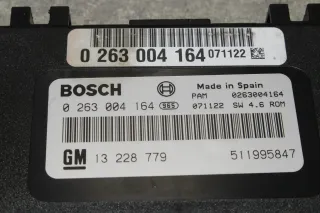 0 263 004 164 071122
BOSCH
Made in Spain
0 263 004 164 965 PAM 0263004164
071122 SW 4.6 ROM
GM 13 228 779 511995847